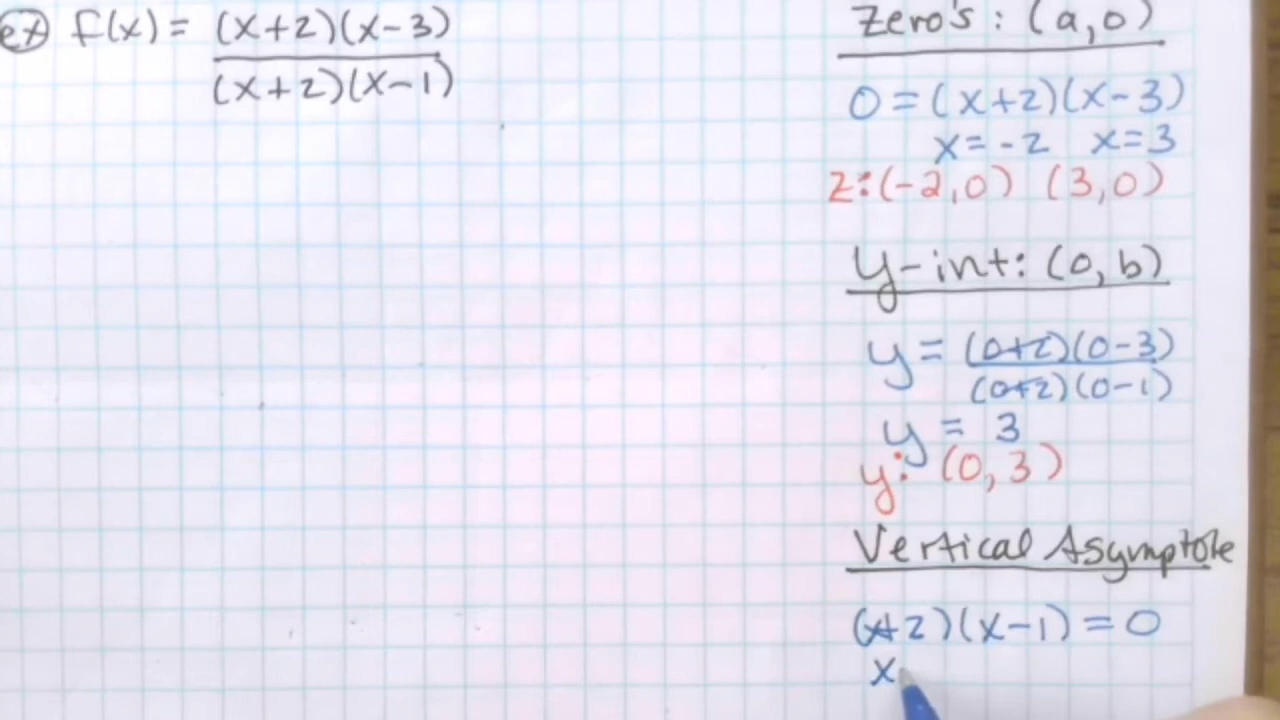 ex f(x) = (x+2)(x-3)
(x+2)(x-1)
Zero's: (a,0)
0 = (x+2)(x-3)
x=-2 x=3
z:(-2,0) (3,0)
y-int: (0,b)
y = (0+2)(0-3)
(0+2)(0-1)
y = 3
y: (0,3)
Vertical Asymptote
(x+2)(x-1)=0
x